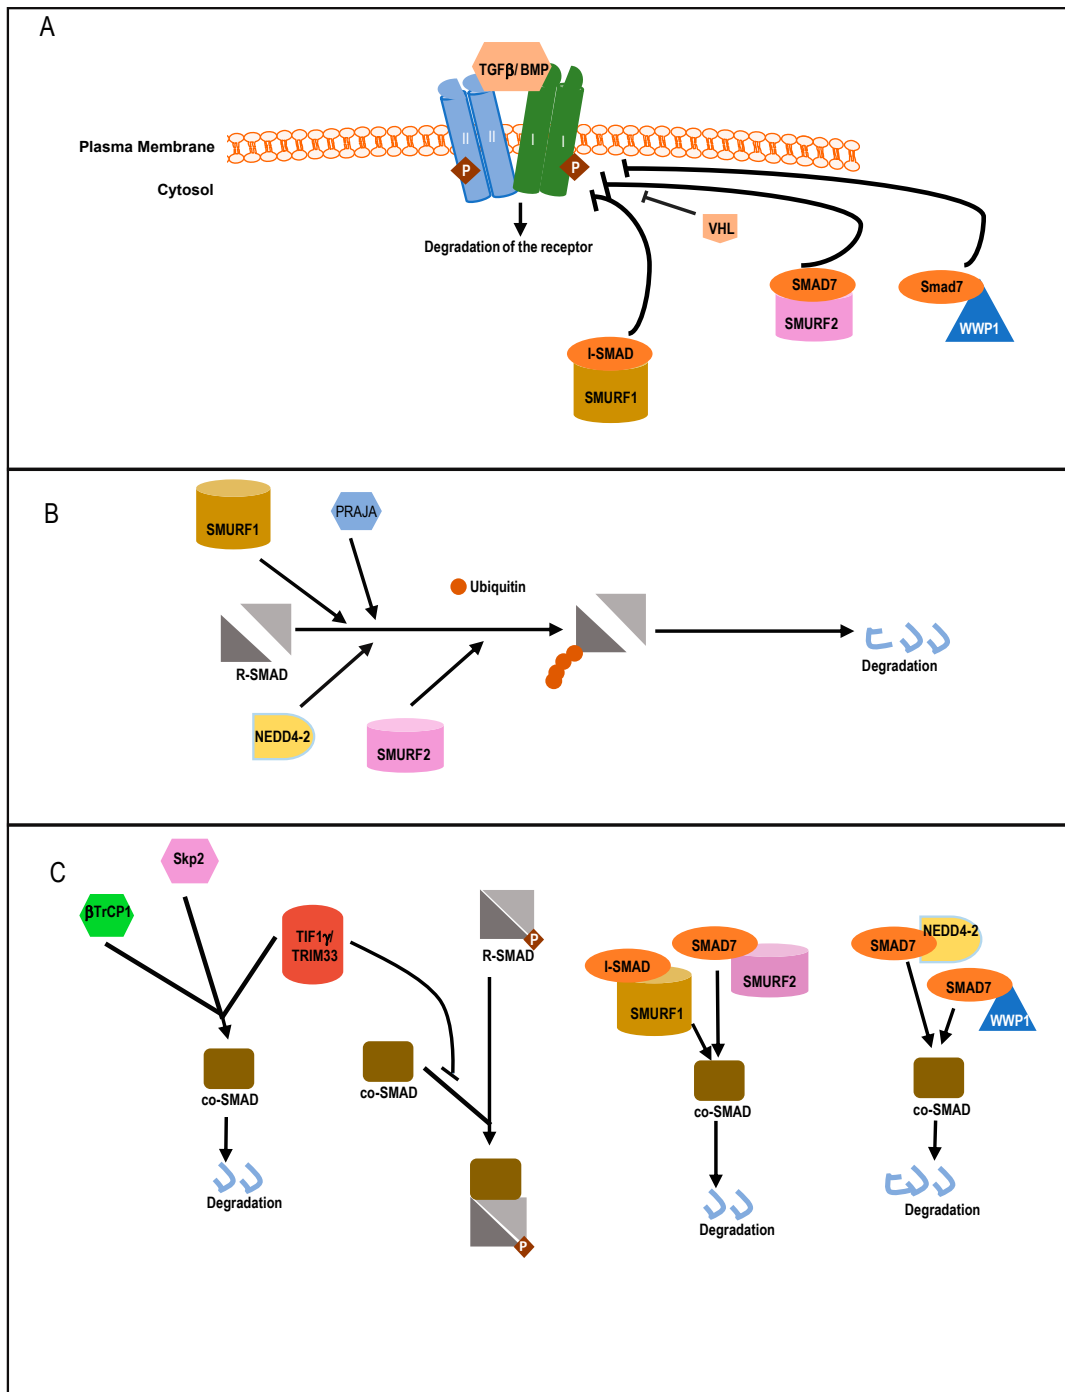 A
TGFβ/ BMP
II
II
I
I
Plasma Membrane
P
P
Cytosol
VHL
Degradation of the receptor
SMAD7
Smad7
SMURF2
WWP1
I-SMAD
SMURF1
B
SMURF1
PRAJA
Ubiquitin
R-SMAD
Degradation
NEDD4-2
SMURF2
C
Skp2
βTrCP1
TIF1γ/
TRIM33
P
R-SMAD
I-SMAD
SMURF1
SMAD7
SMURF2
NEDD4-2
SMAD7
SMAD7
WWP1
co-SMAD
co-SMAD
co-SMAD
co-SMAD
Degradation
P
Degradation
Degradation